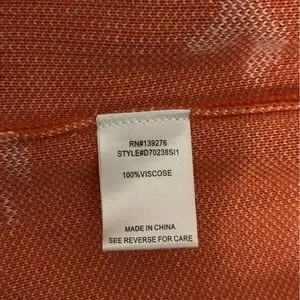 RN#139276
STYLE#D70238SI1
100%VISCOSE
MADE IN CHINA
SEE REVERSE FOR CARE